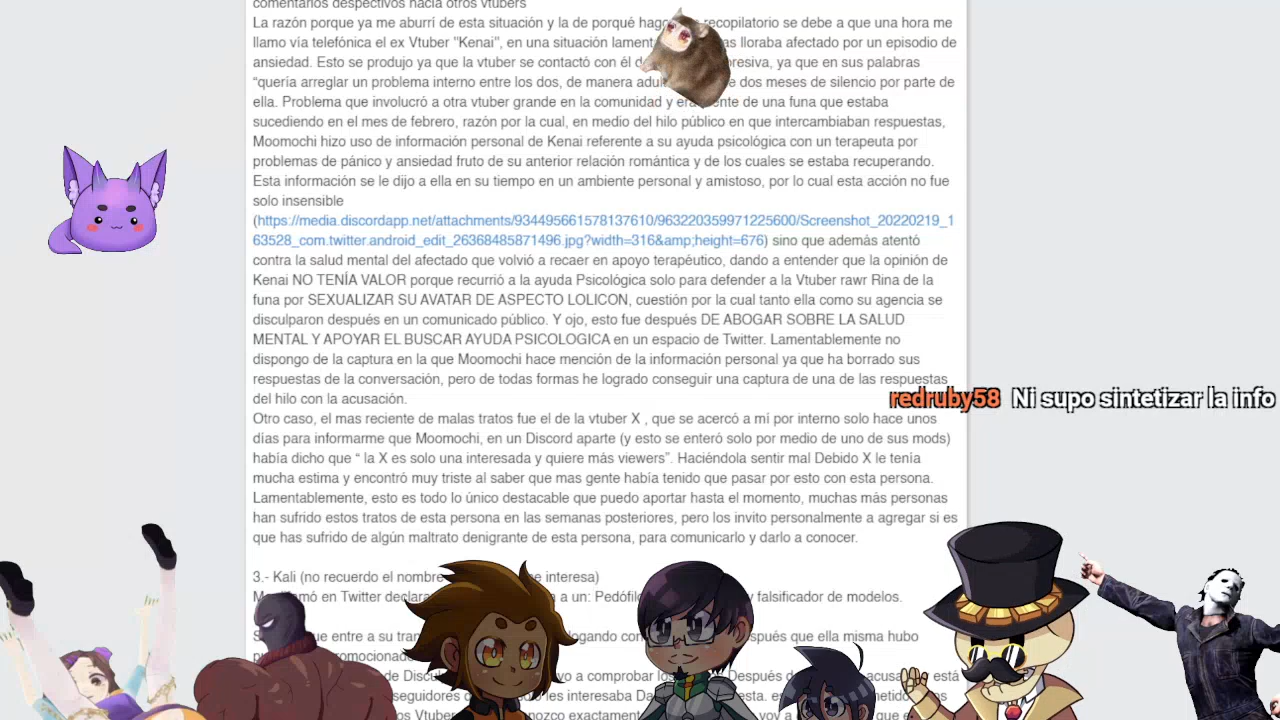 comentarios despectivos hacia otros vtubers
La razón porque ya me aburrí de esta situación y la de porqué hago recopilatorio se debe a que una hora me
llamo vía telefónica el ex Vtuber "Kenai", en una situación lloraba afectado por un episodio de
ansiedad. Esto se produjo ya que la vtuber se contactó con él ya que en sus palabras
“quería arreglar un problema interno entre los dos, de manera dos meses de silencio por parte de
ella. Problema que involucró a otra vtuber grande en la comunidad y de una funa que estaba
sucediendo en el mes de febrero, razón por la cual, en medio del hilo público en que intercambiaban respuestas,
Moomochi hizo uso de información personal de Kenai referente a su ayuda psicológica con un terapeuta por
problemas de pánico y ansiedad fruto de su anterior relación romántica y de los cuales se estaba recuperando.
Esta información se le dijo a ella en su tiempo en un ambiente personal y amistoso, por lo cual esta acción no fue
solo insensible
(https://media.discordapp.net/attachments/934495661578137610/963220359971225600/Screenshot_20220219_1
63528_com.twitter.android_edit_26368485871496.jpg?width=316&amp;height=676) sino que además atentó
contra la salud mental del afectado que volvió a recaer en apoyo terapéutico, dando a entender que la opinión de
Kenai NO TENÍA VALOR porque recurrió a la ayuda Psicológica solo para defender a la Vtuber rawr Rina de la
funa por SEXUALIZAR SU AVATAR DE ASPECTO LOLICON, cuestión por la cual tanto ella como su agencia se
disculparon después en un comunicado público. Y ojo, esto fue después DE ABOGAR SOBRE LA SALUD
MENTAL Y APOYAR EL BUSCAR AYUDA PSICOLOGICA en un espacio de Twitter. Lamentablemente no
dispongo de la captura en la que Moomochi hace mención de la información personal ya que ha borrado sus
respuestas de la conversación, pero de todas formas he logrado conseguir una captura de una de las respuestas
del hilo con la acusación.
redruby58 Ni supo sintetizar la info
Otro caso, el mas reciente de malas tratos fue el de la vtuber X , que se acercó a mí por interno solo hace unos
días para informarme que Moomochi, en un Discord aparte (y esto se enteró solo por medio de uno de sus mods)
había dicho que “ la X es solo una interesada y quiere más viewers”. Haciéndola sentir mal Debido X le tenía
mucha estima y encontró muy triste al saber que mas gente había tenido que pasar por esto con esta persona.
Lamentablemente, esto es todo lo único destacable que puedo aportar hasta el momento, muchas más personas
han sufrido estos tratos de esta persona en las semanas posteriores, pero los invito personalmente a agregar si es
que has sufrido de algún maltrato denigrante de esta persona, para comunicarlo y darlo a conocer.
3.- Kali (no recuerdo el nombre interesa)
en Twitter a un: y falsificador de modelos.
entre a su después que ella misma hubo
a comprobar Después está
seguidores les interesaba
Vtuber exactamente voy a que